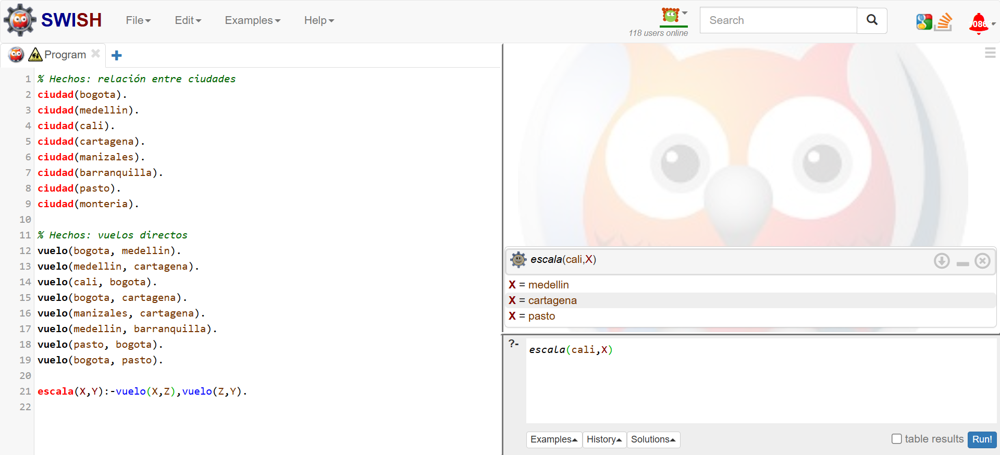 SWISH File Edit Examples Help 118 users online Search
Program
1 % Hechos: relación entre ciudades
2 ciudad(bogota).
3 ciudad(medellin).
4 ciudad(cali).
5 ciudad(cartagena).
6 ciudad(manizales).
7 ciudad(barranquilla).
8 ciudad(pasto).
9 ciudad(monteria).
10
11 % Hechos: vuelos directos
12 vuelo(bogota, medellin).
13 vuelo(medellin, cartagena).
14 vuelo(cali, bogota).
15 vuelo(bogota, cartagena).
16 vuelo(manizales, cartagena).
17 vuelo(medellin, barranquilla).
18 vuelo(pasto, bogota).
19 vuelo(bogota, pasto).
20
21 escala(X,Y):-vuelo(X,Z),vuelo(Z,Y).
22
escala(cali,X)
X = medellin
X = cartagena
X = pasto
?- escala(cali,X)
Examples History Solutions table results Run!